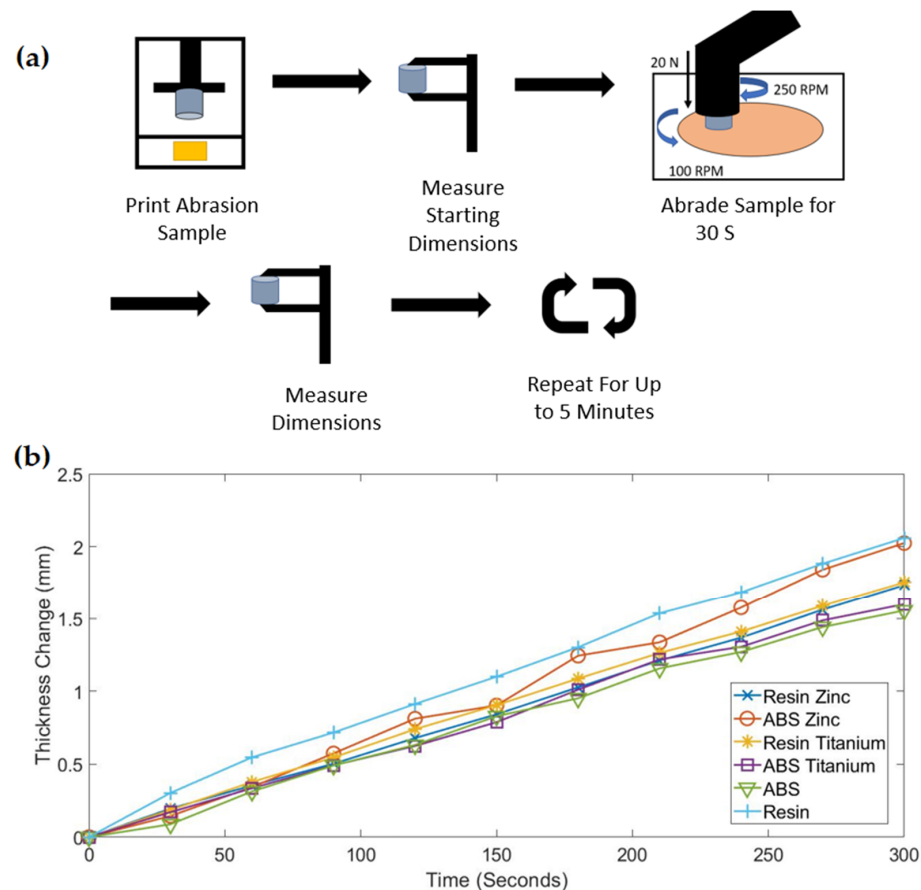 (a)
20 N
250 RPM
100 RPM
Print Abrasion
Sample
Measure
Starting
Dimensions
Abrade Sample for
30 S
Measure
Dimensions
Repeat For Up
to 5 Minutes
(b)
2.5
2
1.5
1
0.5
0
Thickness Change (mm)
Resin Zinc
ABS Zinc
Resin Titanium
ABS Titanium
ABS
Resin
0
50
100
150
200
250
300
Time (Seconds)